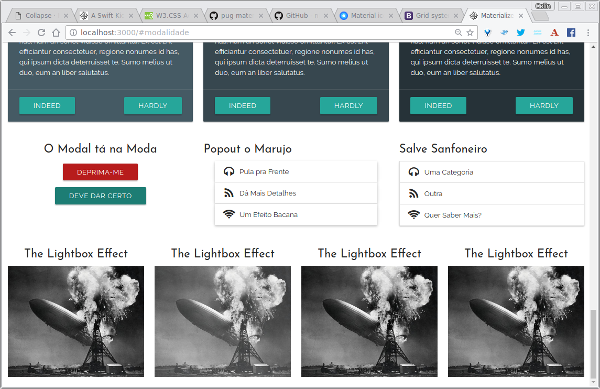 Collapse
A Swift Ki
W3.CSS A
pug-mate
GitHub - k
Material Ic
Grid syste
Materialize
localhost:3000/#modalidade
efficiantur consectetuer, regione nonumes id has,
qui ipsum dicta deterruisset te. Sumo melius ut
duo, eum an liber salutatus.
efficiantur consectetuer, regione nonumes id has,
qui ipsum dicta deterruisset te. Sumo melius ut
duo, eum an liber salutatus.
efficiantur consectetuer, regione nonumes id has,
qui ipsum dicta deterruisset te. Sumo melius ut
duo, eum an liber salutatus.
INDEED HARDLY INDEED HARDLY INDEED HARDLY
O Modal tá na Moda
DEPRIMA-ME
DEVE DAR CERTO
Popout o Marujo
Pula pra Frente
Dá Mais Detalhes
Um Efeito Bacana
Salve Sanfoneiro
Uma Categoria
Outra
Quer Saber Mais?
The Lightbox Effect The Lightbox Effect The Lightbox Effect The Lightbox Effect